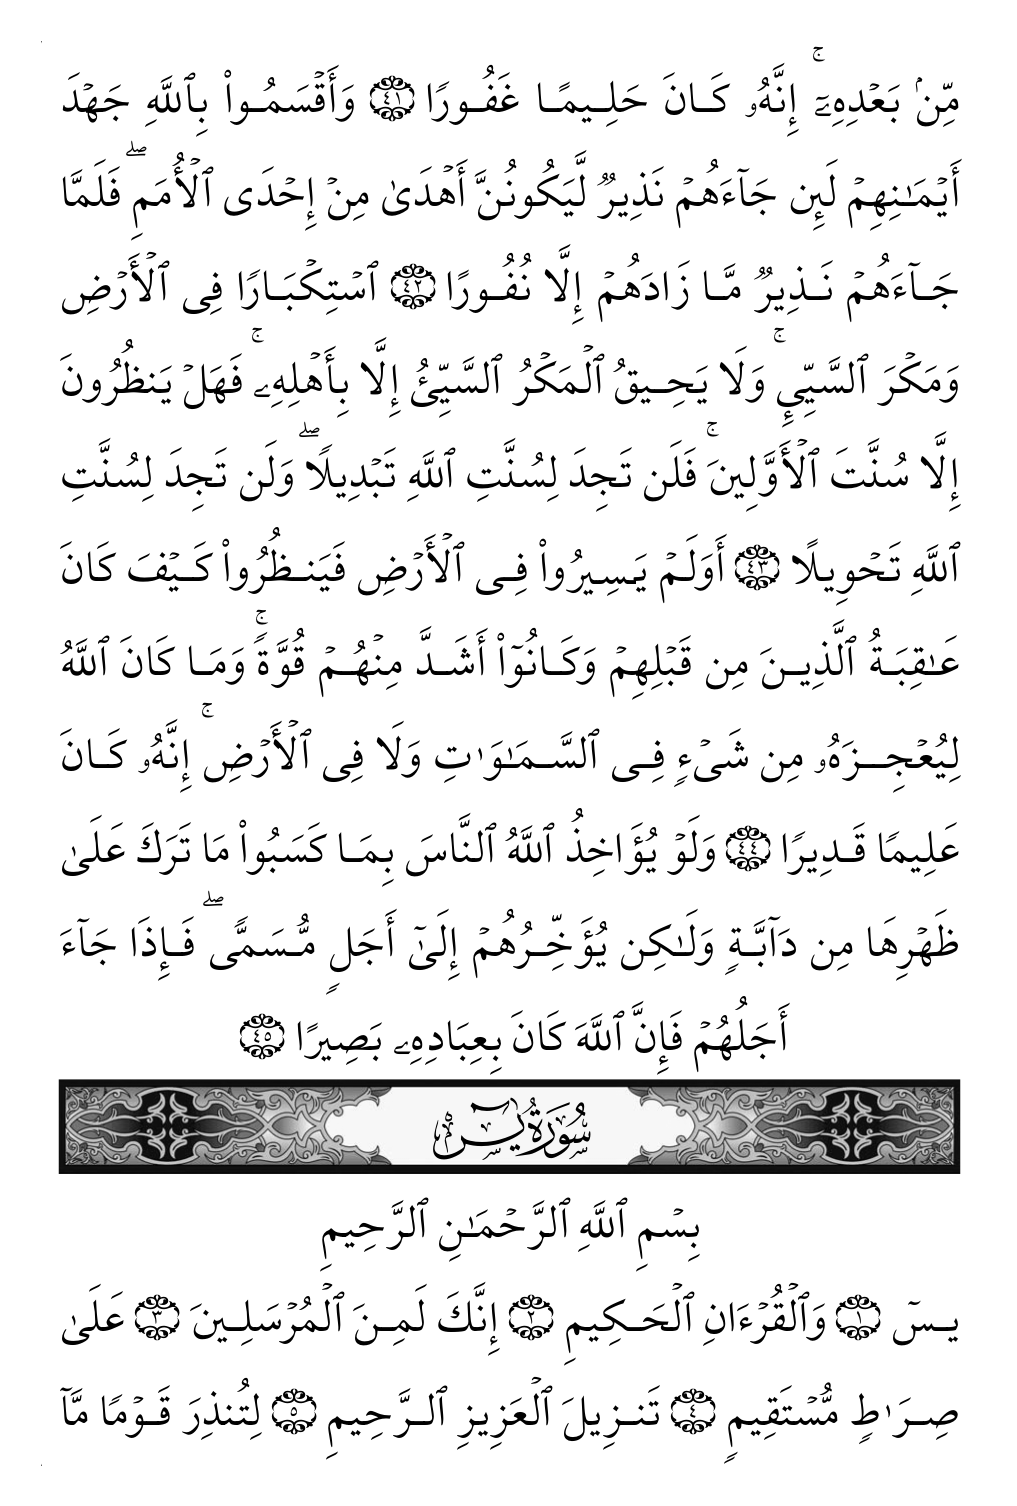 مِّنۢ بَعۡدِهِۦٓۚ إِنَّهُۥ كَانَ حَلِيمًا غَفُورًا ٤١ وَأَقۡسَمُواْ بِٱللَّهِ جَهۡدَ
أَيۡمَٰنِهِمۡ لَئِن جَآءَهُمۡ نَذِيرٞ لَّيَكُونُنَّ أَهۡدَىٰ مِنۡ إِحۡدَى ٱلۡأُمَمِۖ فَلَمَّا
جَآءَهُمۡ نَذِيرٞ مَّا زَادَهُمۡ إِلَّا نُفُورًا ٤٢ ٱسۡتِكۡبَارًا فِى ٱلۡأَرۡضِ
وَمَكۡرَ ٱلسَّيِّيِٕۚ وَلَا يَحِيقُ ٱلۡمَكۡرُ ٱلسَّيِّئُ إِلَّا بِأَهۡلِهِۦۚ فَهَلۡ يَنظُرُونَ
إِلَّا سُنَّتَ ٱلۡأَوَّلِينَۚ فَلَن تَجِدَ لِسُنَّتِ ٱللَّهِ تَبۡدِيلًاۖ وَلَن تَجِدَ لِسُنَّتِ
ٱللَّهِ تَحۡوِيلًا ٤٣ أَوَلَمۡ يَسِيرُواْ فِى ٱلۡأَرۡضِ فَيَنظُرُواْ كَيۡفَ كَانَ
عَٰقِبَةُ ٱلَّذِينَ مِن قَبۡلِهِمۡ وَكَانُوٓاْ أَشَدَّ مِنۡهُمۡ قُوَّةًۚ وَمَا كَانَ ٱللَّهُ
لِيُعۡجِزَهُۥ مِن شَىۡءٍ فِى ٱلسَّمَٰوَٰتِ وَلَا فِى ٱلۡأَرۡضِۚ إِنَّهُۥ كَانَ
عَلِيمًا قَدِيرًا ٤٤ وَلَوۡ يُؤَاخِذُ ٱللَّهُ ٱلنَّاسَ بِمَا كَسَبُواْ مَا تَرَكَ عَلَىٰ
ظَهۡرِهَا مِن دَآبَّةٍ وَلَٰكِن يُؤَخِّرُهُمۡ إِلَىٰٓ أَجَلٍ مُّسَمًّىۖ فَإِذَا جَآءَ
أَجَلُهُمۡ فَإِنَّ ٱللَّهَ كَانَ بِعِبَادِهِۦ بَصِيرًا ٤٥
سُورَةُ يسٓ
بِسۡمِ ٱللَّهِ ٱلرَّحۡمَٰنِ ٱلرَّحِيمِ
يسٓ ١ وَٱلۡقُرۡءَانِ ٱلۡحَكِيمِ ٢ إِنَّكَ لَمِنَ ٱلۡمُرۡسَلِينَ ٣ عَلَىٰ
صِرَٰطٍ مُّسۡتَقِيمٍ ٤ تَنزِيلَ ٱلۡعَزِيزِ ٱلرَّحِيمِ ٥ لِتُنذِرَ قَوۡمًا مَّآ